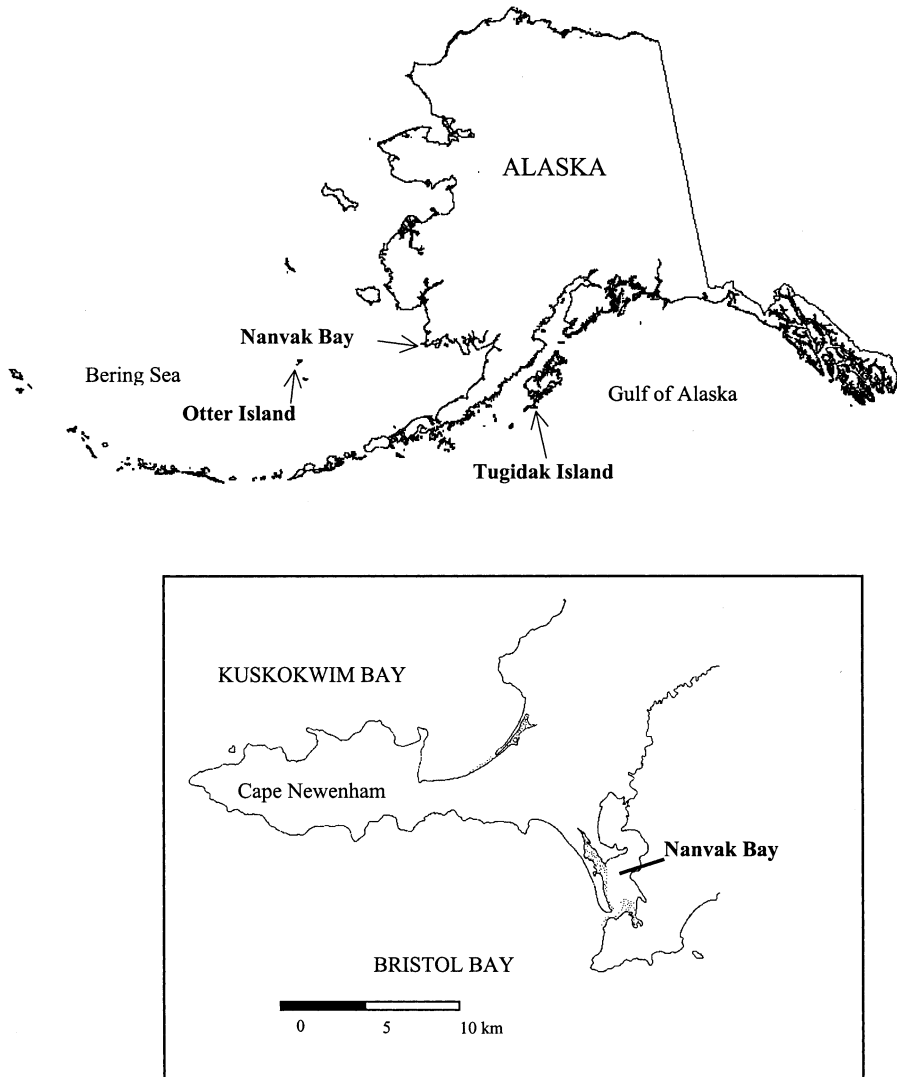 ALASKA
Nanvak Bay
Bering Sea
Otter Island
Gulf of Alaska
Tugidak Island
KUSKOKWIM BAY
Cape Newenham
Nanvak Bay
BRISTOL BAY
0 5 10 km